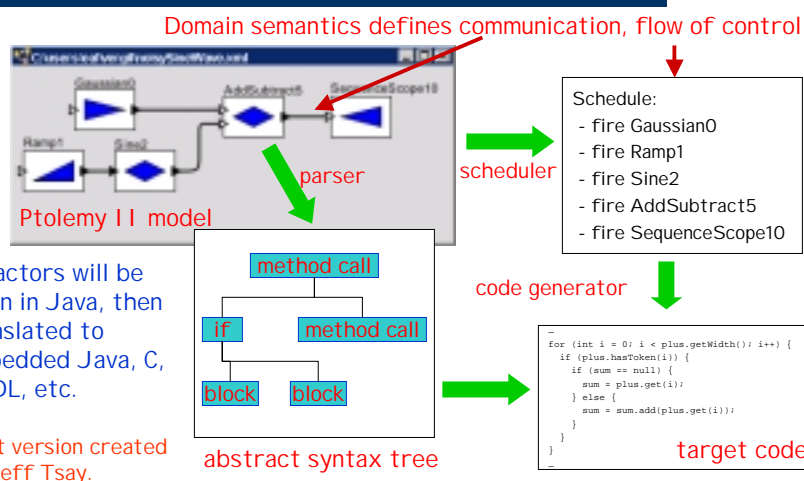 Domain semantics defines communication, flow of control
Gaussian0
AddSubtract5
SequenceScope10
Ramp1
Sine2
Ptolemy II model
parser
scheduler
Schedule:
- fire Gaussian0
- fire Ramp1
- fire Sine2
- fire AddSubtract5
- fire SequenceScope10
actors will be
n in Java, then
nslated to
bedded Java, C,
DL, etc.
t version created
eff Tsay.
method call
if
method call
block
block
abstract syntax tree
code generator
…
for (int i = 0; i < plus.getWidth(); i++) {
if (plus.hasToken(i)) {
if (sum == null) {
sum = plus.get(i);
} else {
sum = sum.add(plus.get(i));
}
}
}
…
target code